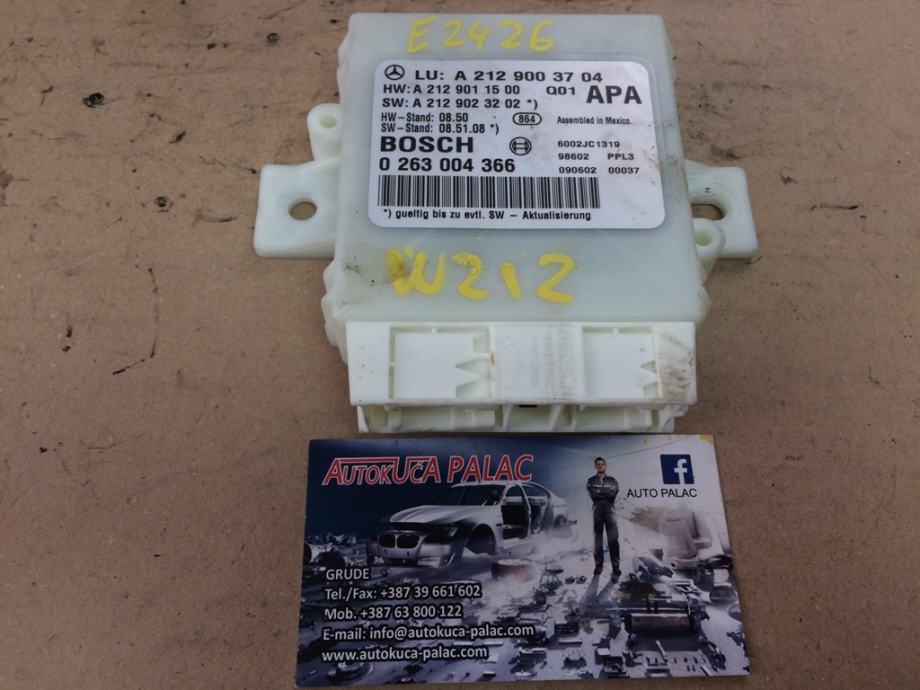 E2426
LU: A 212 900 37 04
HW: A 212 901 15 00 Q01 APA
SW: A 212 902 32 02 *)
HW-Stand: 08.50 864 Assembled in Mexico.
SW-Stand: 08.51.08 *)
BOSCH 6002JC1319
0 263 004 366 98602 PPL3
090602 00037
*) gueltig bis zu evtl. SW - Aktualisierung
W212
AUTOKUĆA PALAC
f
AUTO PALAC
GRUDE
Tel./Fax: +387 39 661 602
Mob. +387 63 800 122
E-mail: info@autokuca-palac.com
www.autokuca-palac.com